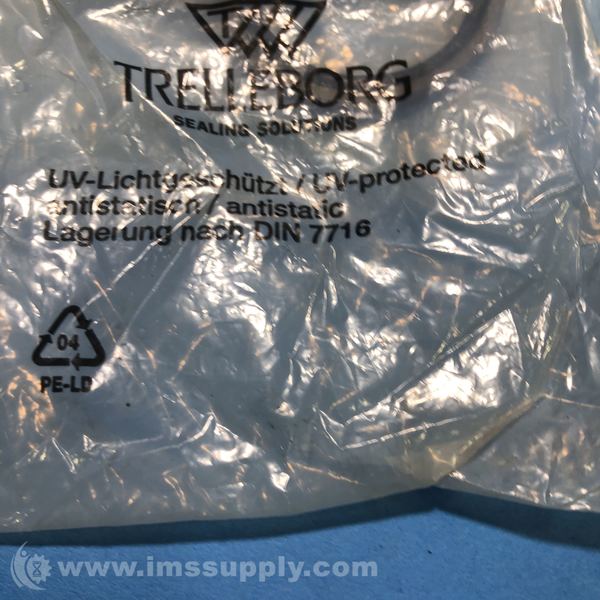 TRELLEBORG
SEALING SOLUTIONS
UV-Lichtgeschützt / UV-protected
antistatisch / antistatic
Lagerung nach DIN 7716
04
PE-LD
www.imssupply.com